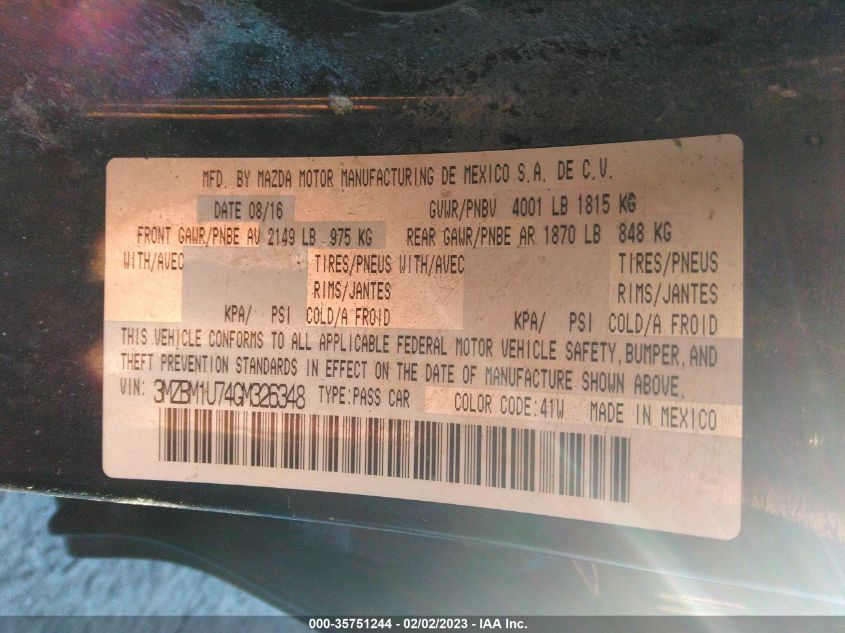 MFD. BY MAZDA MOTOR MANUFACTURING DE MEXICO S.A. DE C.V.
DATE 08/16 GVWR/PNBV 4001 LB 1815 KG
FRONT GAWR/PNBE AV 2149 LB 975 KG REAR GAWR/PNBE AR 1870 LB 848 KG
WITH/AVEC TIRES/PNEUS WITH/AVEC TIRES/PNEUS
RIMS/JANTES RIMS/JANTES
KPA/ PSI COLD/A FROID KPA/ PSI COLD/A FROID
THIS VEHICLE CONFORMS TO ALL APPLICABLE FEDERAL MOTOR VEHICLE SAFETY, BUMPER, AND
THEFT PREVENTION STANDARDS IN EFFECT ON THE DATE OF MANUFACTURE SHOWN ABOVE.
VIN: 3MZBM1U74GM326348 TYPE: PASS CAR COLOR CODE: 41W MADE IN MEXICO
000-35751244 — 02/02/2023 — IAA Inc.